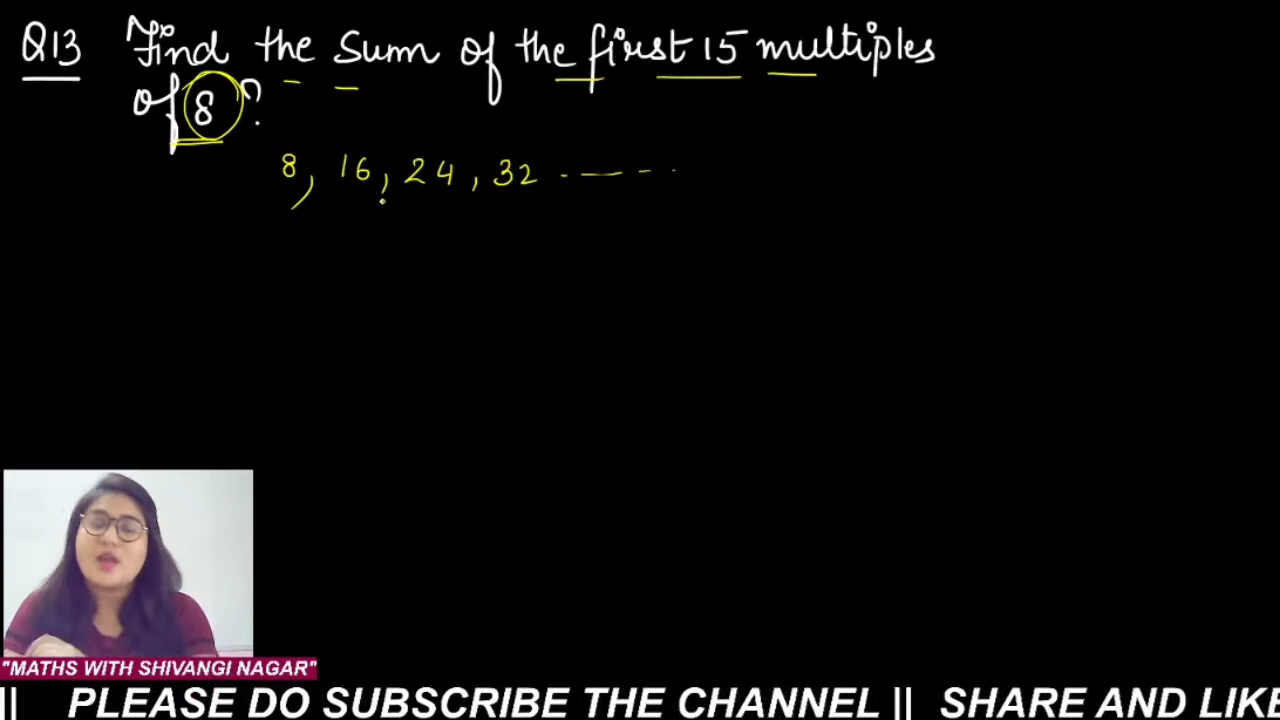 Q13 Find the sum of the first 15 multiples
of 8 ?
8, 16, 24, 32 ------
"MATHS WITH SHIVANGI NAGAR"
|| PLEASE DO SUBSCRIBE THE CHANNEL || SHARE AND LIKE